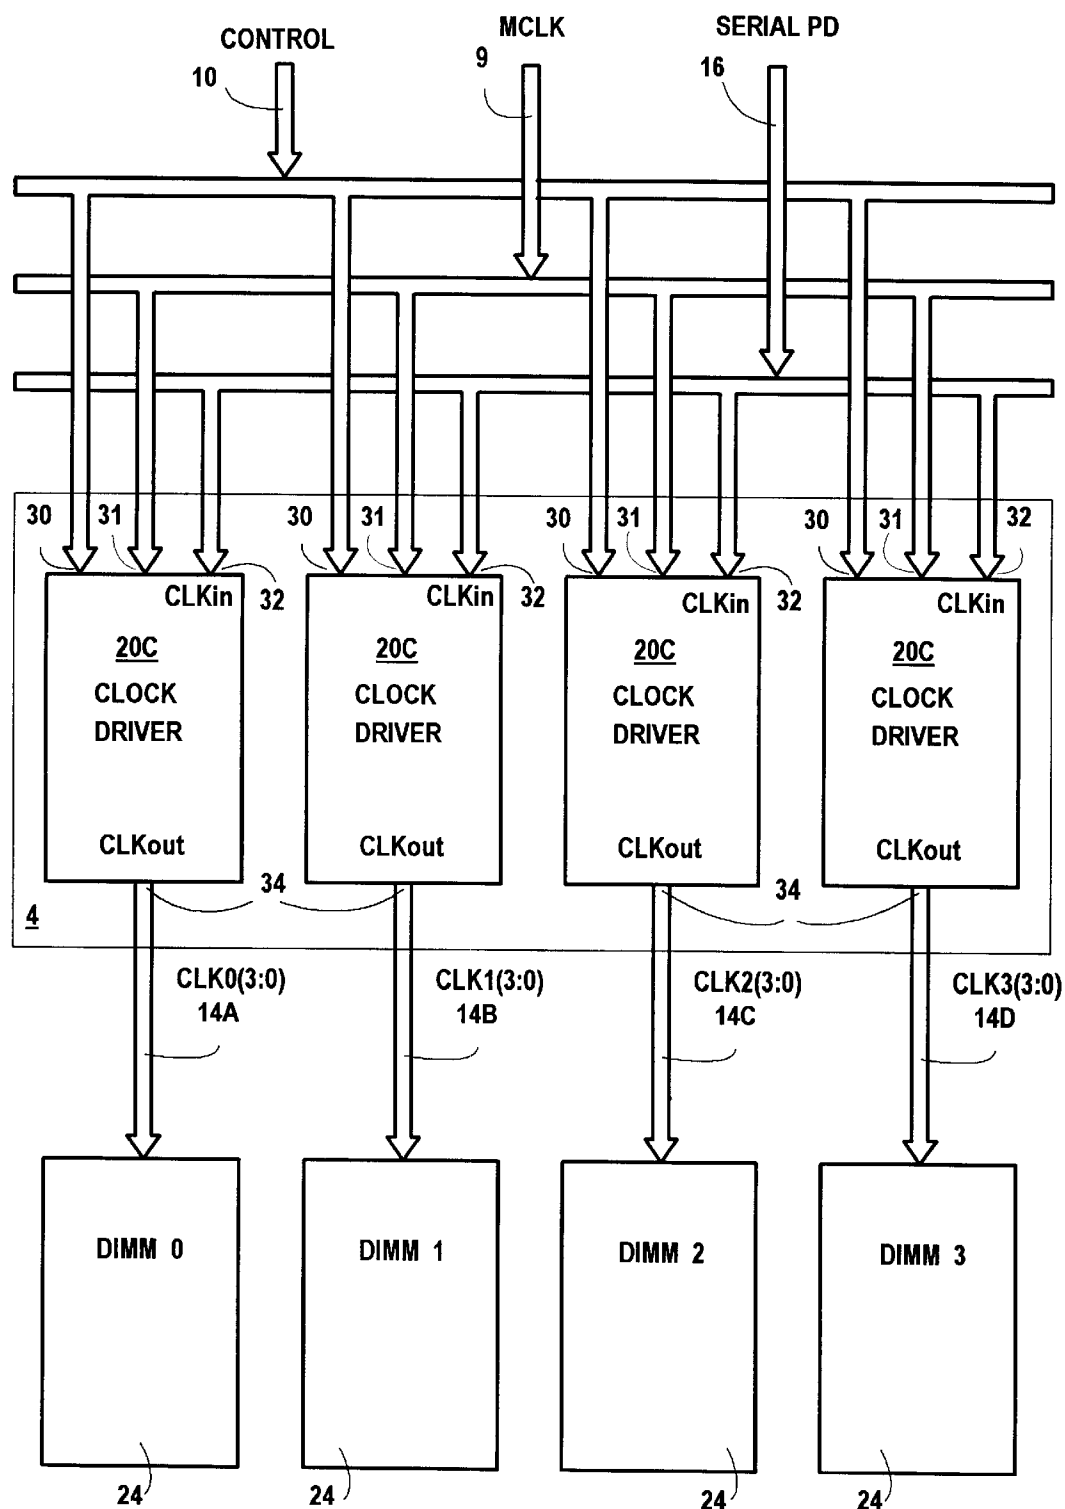 CONTROL
MCLK
SERIAL PD
10
9
16
30
31
30
31
30
31
30
31
32
CLKin
32
CLKin
32
CLKin
32
CLKin
20C
CLOCK
DRIVER
20C
CLOCK
DRIVER
20C
CLOCK
DRIVER
20C
CLOCK
DRIVER
CLKout
CLKout
CLKout
CLKout
34
34
4
CLK0(3:0)
14A
CLK1(3:0)
14B
CLK2(3:0)
14C
CLK3(3:0)
14D
DIMM 0
DIMM 1
DIMM 2
DIMM 3
24
24
24
24